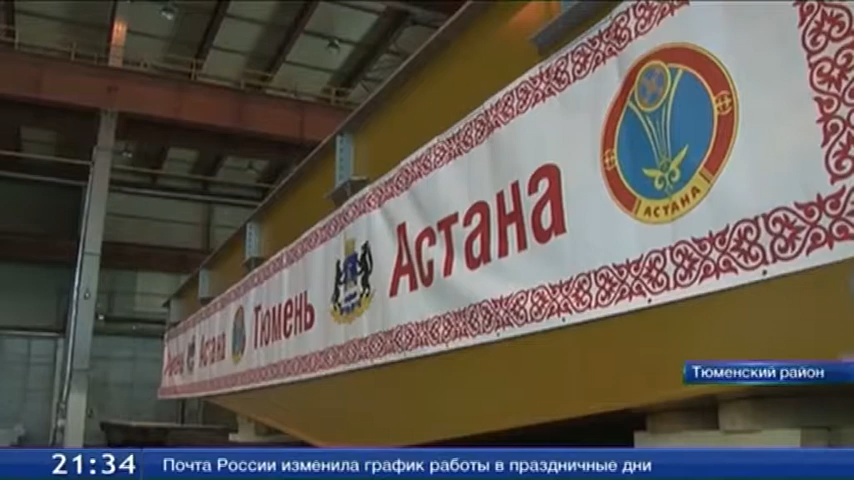 Астана Тюмень Астана АСТАНА
Тюменский район
21:34 Почта России изменила график работы в праздничные дни